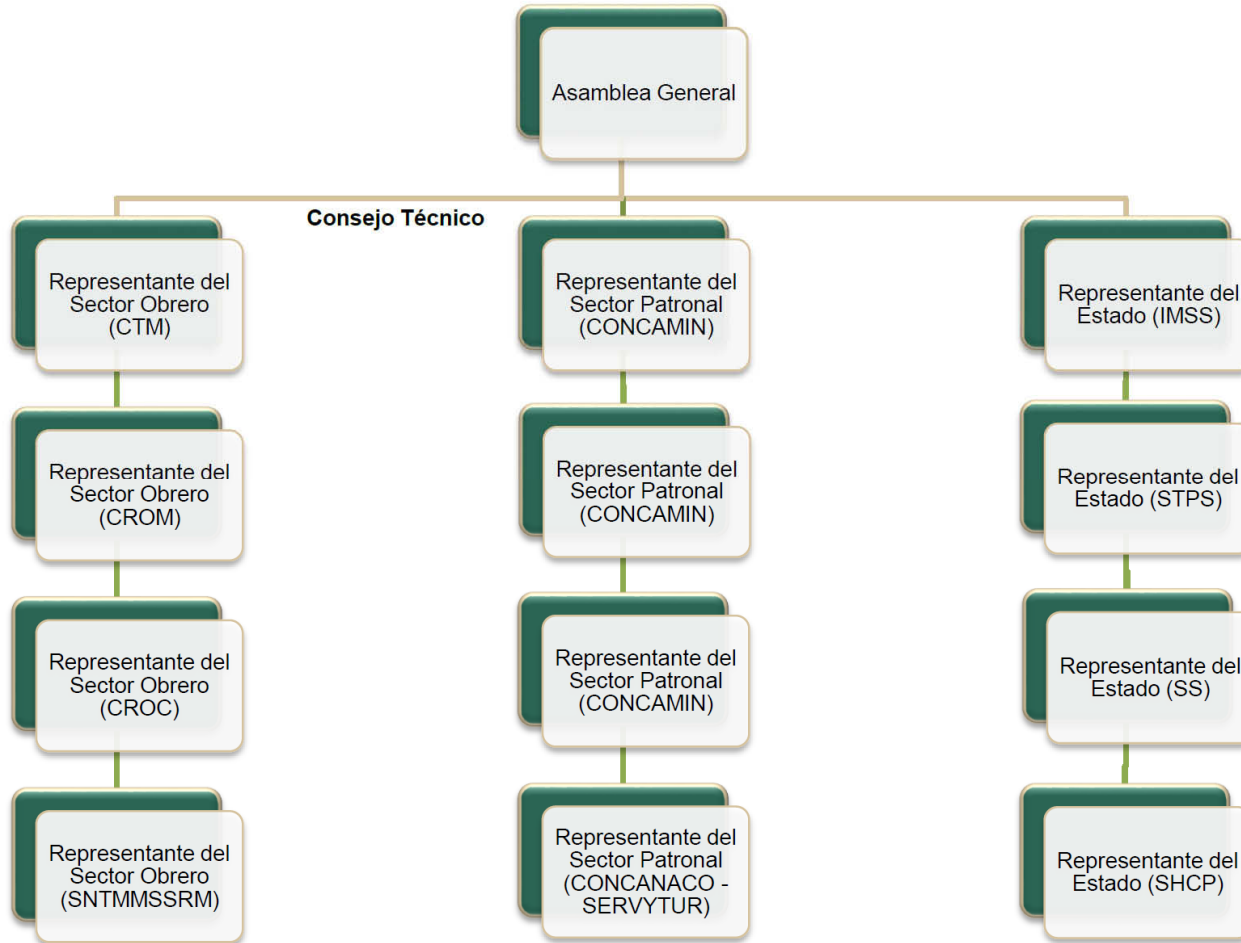 Asamblea General
Consejo Técnico
Representante del
Sector Obrero
(CTM)
Representante del
Sector Patronal
(CONCAMIN)
Representante del
Estado (IMSS)
Representante del
Sector Obrero
(CROM)
Representante del
Sector Patronal
(CONCAMIN)
Representante del
Estado (STPS)
Representante del
Sector Obrero
(CROC)
Representante del
Sector Patronal
(CONCAMIN)
Representante del
Estado (SS)
Representante del
Sector Obrero
(SNTMMSSRM)
Representante del
Sector Patronal
(CONCANACO -
SERVYTUR)
Representante del
Estado (SHCP)